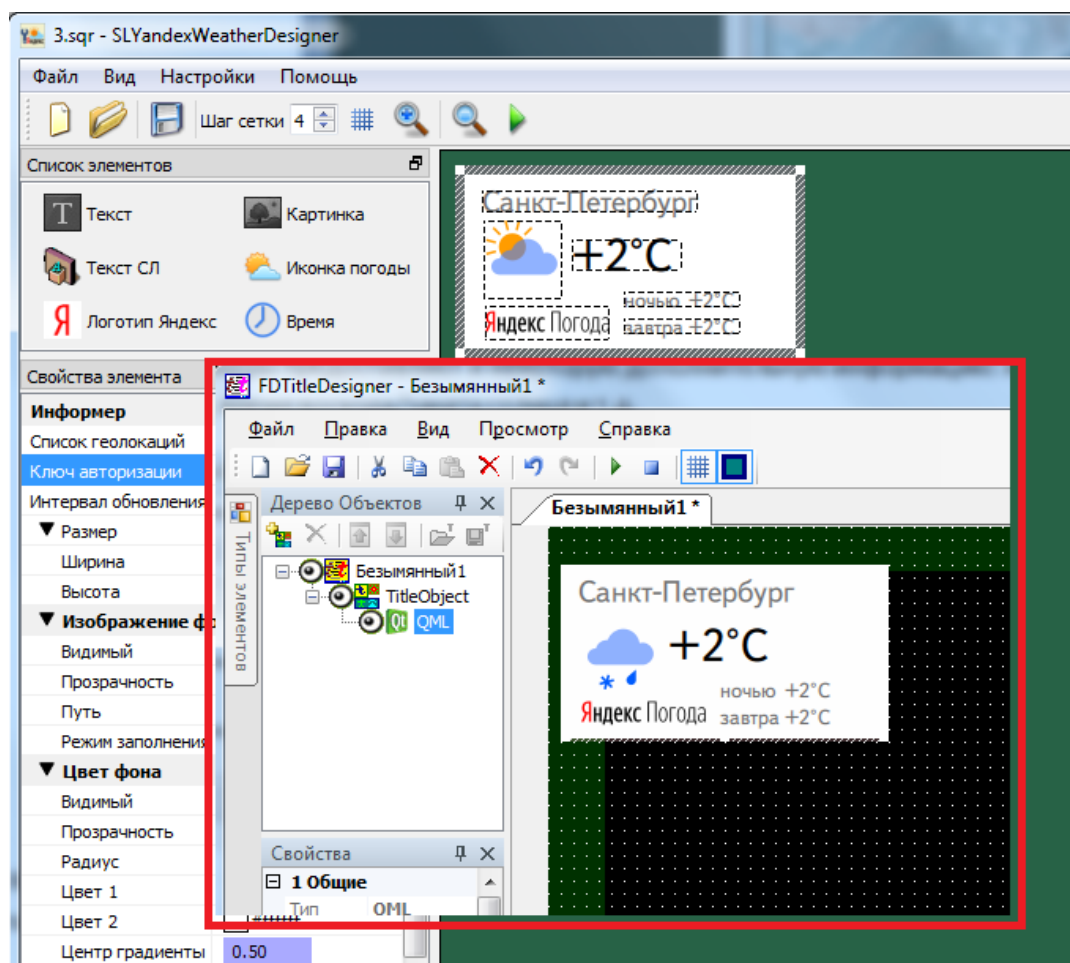 3.sqr - SLYandexWeatherDesigner
Файл Вид Настройки Помощь
Шаг сетки 4
Список элементов
Текст Картинка
Текст СЛ Иконка погоды
Логотип Яндекс Время
Санкт-Петербург
+2°C
ночью +2°C
Яндекс Погода завтра +2°C
Свойства элемента
Информер
Список геолокаций
Ключ авторизации
Интервал обновления
Размер
Ширина
Высота
Изображение ф
Видимый
Прозрачность
Путь
Режим заполнения
Цвет фона
Видимый
Прозрачность
Радиус
Цвет 1
Цвет 2
Центр градиенты 0.50
FDTitleDesigner - Безымянный1 *
Файл Правка Вид Просмотр Справка
Типы элементов
Дерево Объектов
Безымянный1
TitleObject
QML
Безымянный1 *
Санкт-Петербург
+2°C
ночью +2°C
Яндекс Погода завтра +2°C
Свойства
1 Общие
Тип QML